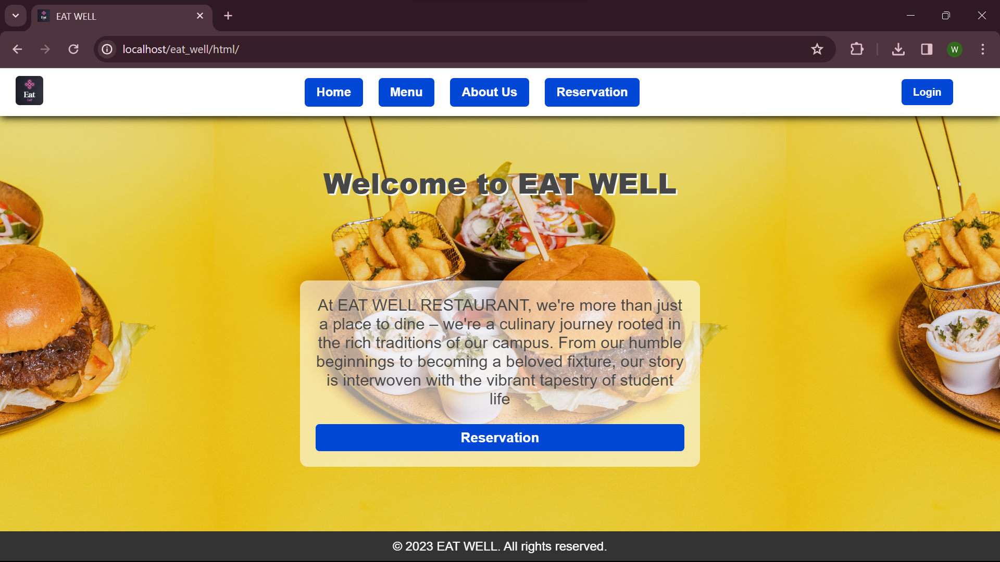 EAT WELL
localhost/eat_well/html/
W
Eat
Home
Menu
About Us
Reservation
Login
Welcome to EAT WELL
At EAT WELL RESTAURANT, we're more than just
a place to dine – we're a culinary journey rooted in
the rich traditions of our campus. From our humble
beginnings to becoming a beloved fixture, our story
is interwoven with the vibrant tapestry of student
life
Reservation
© 2023 EAT WELL. All rights reserved.